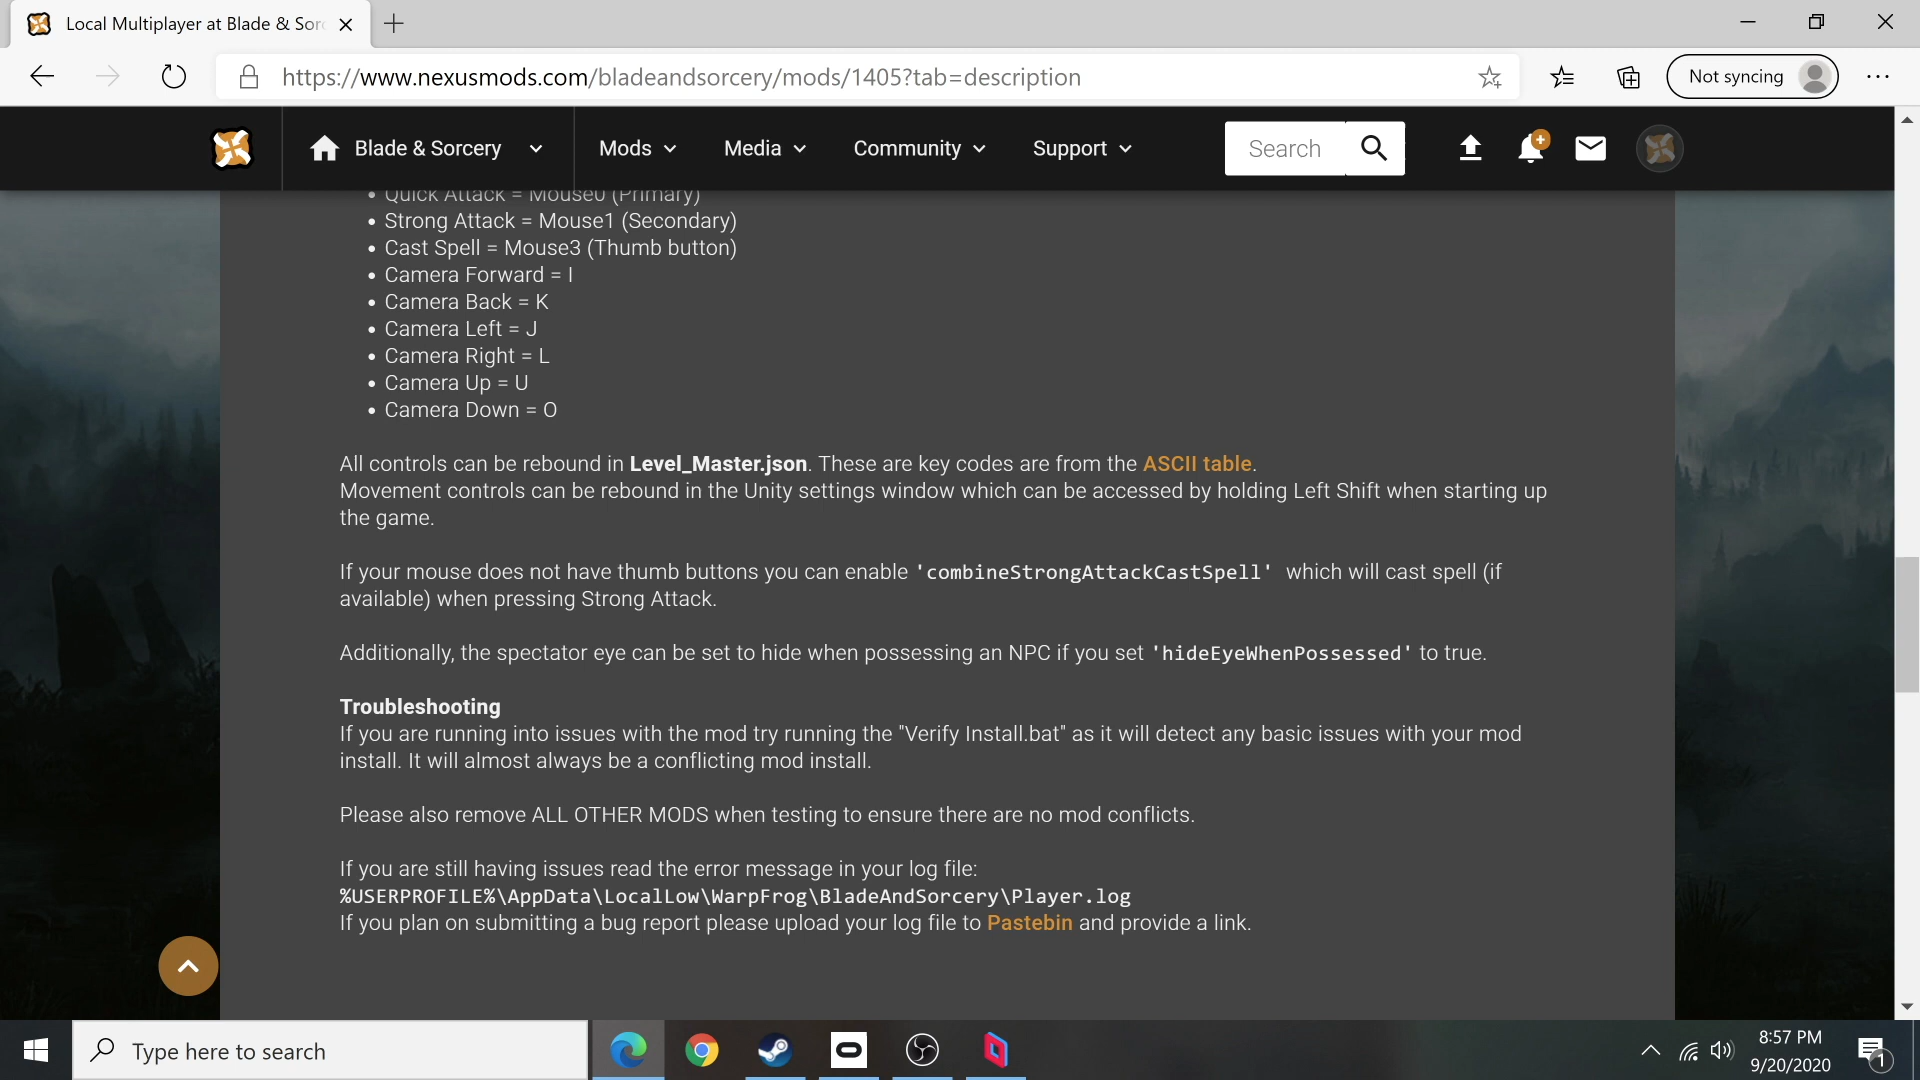 Local Multiplayer at Blade & Sor
https://www.nexusmods.com/bladeandsorcery/mods/1405?tab=description
Not syncing
Blade & Sorcery
Mods
Media
Community
Support
Search
• Quick Attack = Mouse0 (Primary)
• Strong Attack = Mouse1 (Secondary)
• Cast Spell = Mouse3 (Thumb button)
• Camera Forward = I
• Camera Back = K
• Camera Left = J
• Camera Right = L
• Camera Up = U
• Camera Down = O
All controls can be rebound in Level_Master.json. These are key codes are from the ASCII table.
Movement controls can be rebound in the Unity settings window which can be accessed by holding Left Shift when starting up
the game.
If your mouse does not have thumb buttons you can enable 'combineStrongAttackCastSpell' which will cast spell (if
available) when pressing Strong Attack.
Additionally, the spectator eye can be set to hide when possessing an NPC if you set 'hideEyeWhenPossessed' to true.
Troubleshooting
If you are running into issues with the mod try running the "Verify Install.bat" as it will detect any basic issues with your mod
install. It will almost always be a conflicting mod install.
Please also remove ALL OTHER MODS when testing to ensure there are no mod conflicts.
If you are still having issues read the error message in your log file:
%USERPROFILE%\AppData\LocalLow\WarpFrog\BladeAndSorcery\Player.log
If you plan on submitting a bug report please upload your log file to Pastebin and provide a link.
Type here to search
8:57 PM
9/20/2020
1